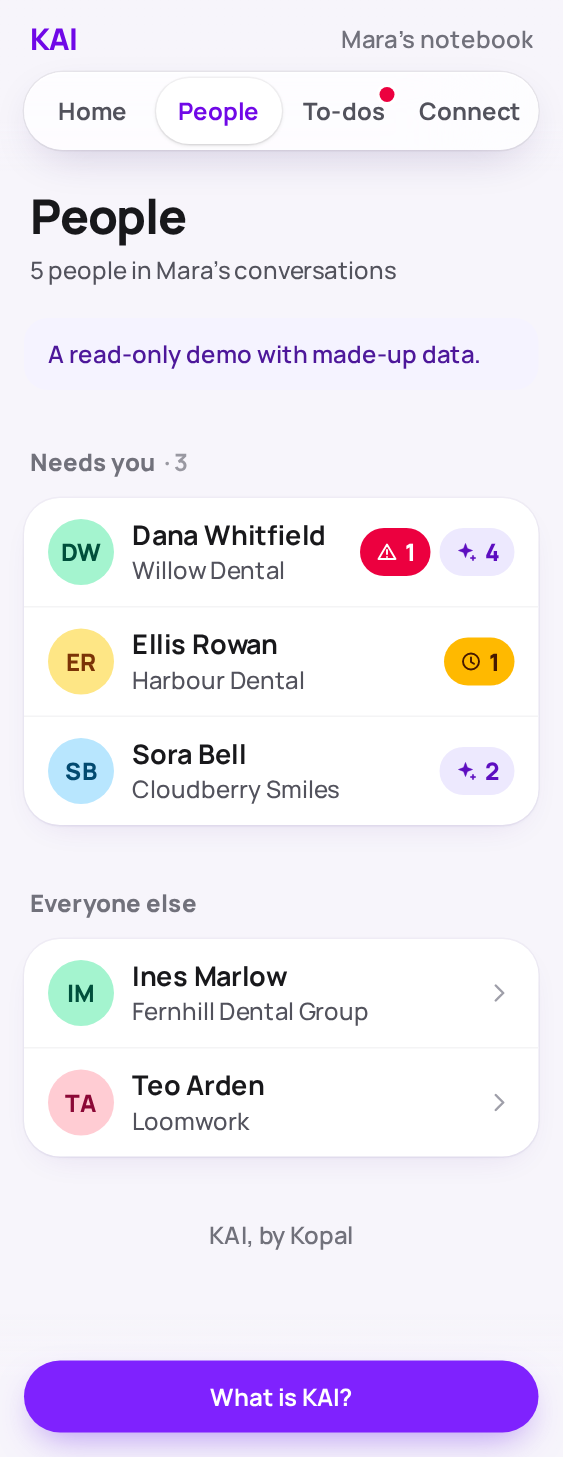 KAI
Mara's notebook
Home
People
To-dos
Connect
People
5 people in Mara's conversations
A read-only demo with made-up data.
Needs you · 3
DW
Dana Whitfield
Willow Dental
1
4
ER
Ellis Rowan
Harbour Dental
1
SB
Sora Bell
Cloudberry Smiles
2
Everyone else
IM
Ines Marlow
Fernhill Dental Group
TA
Teo Arden
Loomwork
KAI, by Kopal
What is KAI?